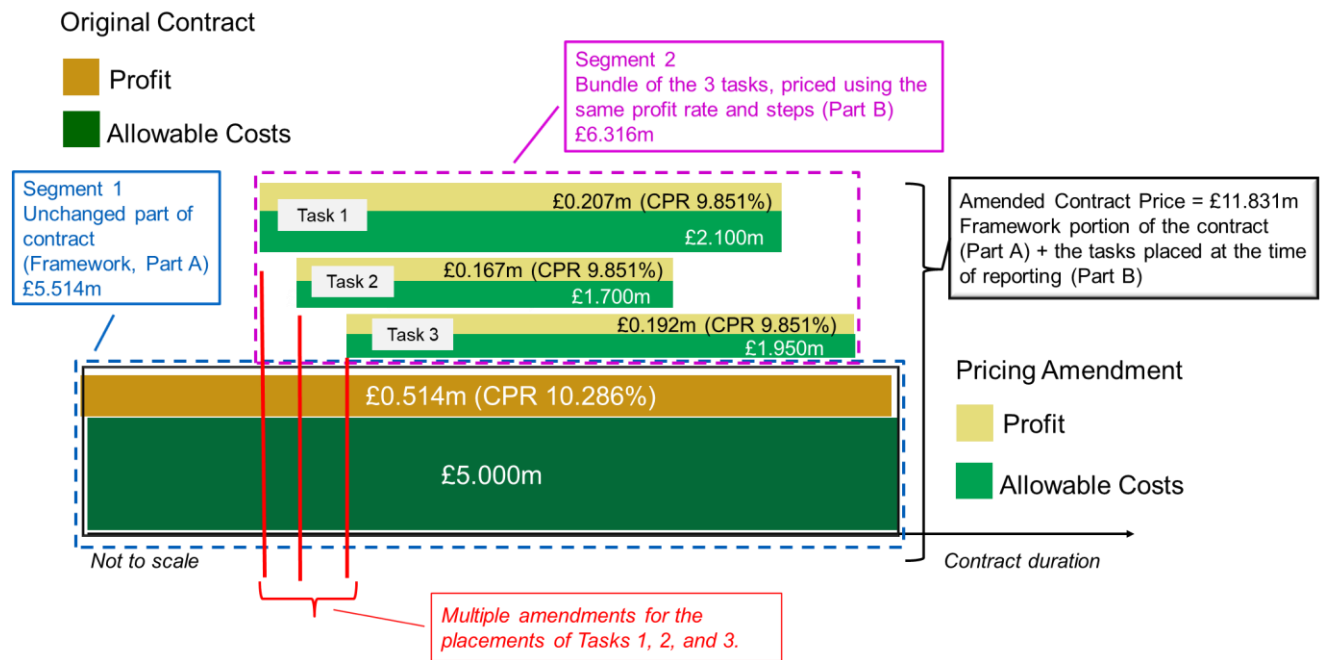 Original Contract
Profit
Allowable Costs
Segment 2
Bundle of the 3 tasks, priced using the
same profit rate and steps (Part B)
£6.316m
Segment 1
Unchanged part of
contract
(Framework, Part A)
£5.514m
Task 1
£0.207m (CPR 9.851%)
£2.100m
Task 2
£0.167m (CPR 9.851%)
£1.700m
Task 3
£0.192m (CPR 9.851%)
£1.950m
£0.514m (CPR 10.286%)
£5.000m
Amended Contract Price = £11.831m
Framework portion of the contract
(Part A) + the tasks placed at the time
of reporting (Part B)
Pricing Amendment
Profit
Allowable Costs
Not to scale
Contract duration
Multiple amendments for the
placements of Tasks 1, 2, and 3.